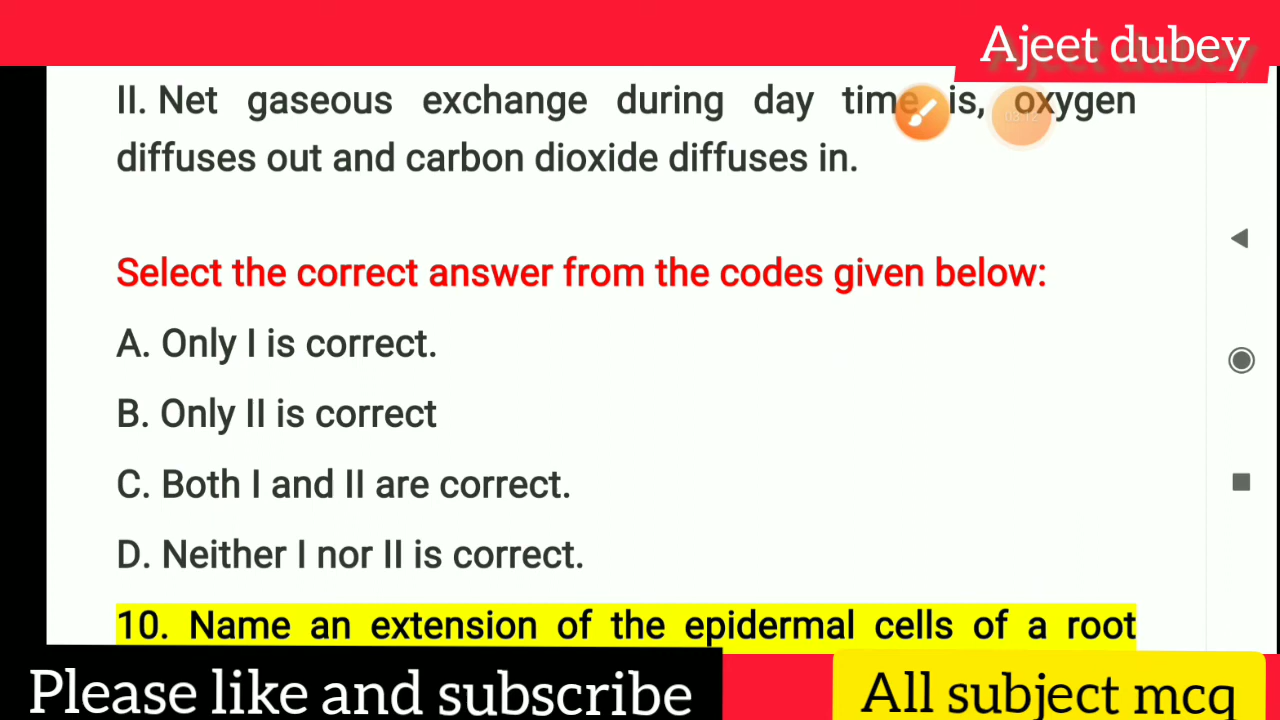 Ajeet dubey
II. Net gaseous exchange during day time is, oxygen
diffuses out and carbon dioxide diffuses in.
03:12
Select the correct answer from the codes given below:
A. Only I is correct.
B. Only II is correct
C. Both I and II are correct.
D. Neither I nor II is correct.
10. Name an extension of the epidermal cells of a root
Please like and subscribe
All subject mcq